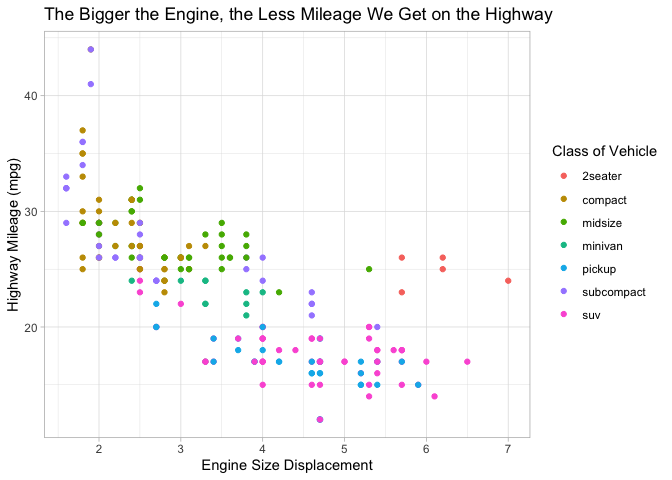 The Bigger the Engine, the Less Mileage We Get on the Highway
Highway Mileage (mpg)
40
30
20
2 3 4 5 6 7
Engine Size Displacement
Class of Vehicle
2seater
compact
midsize
minivan
pickup
subcompact
suv